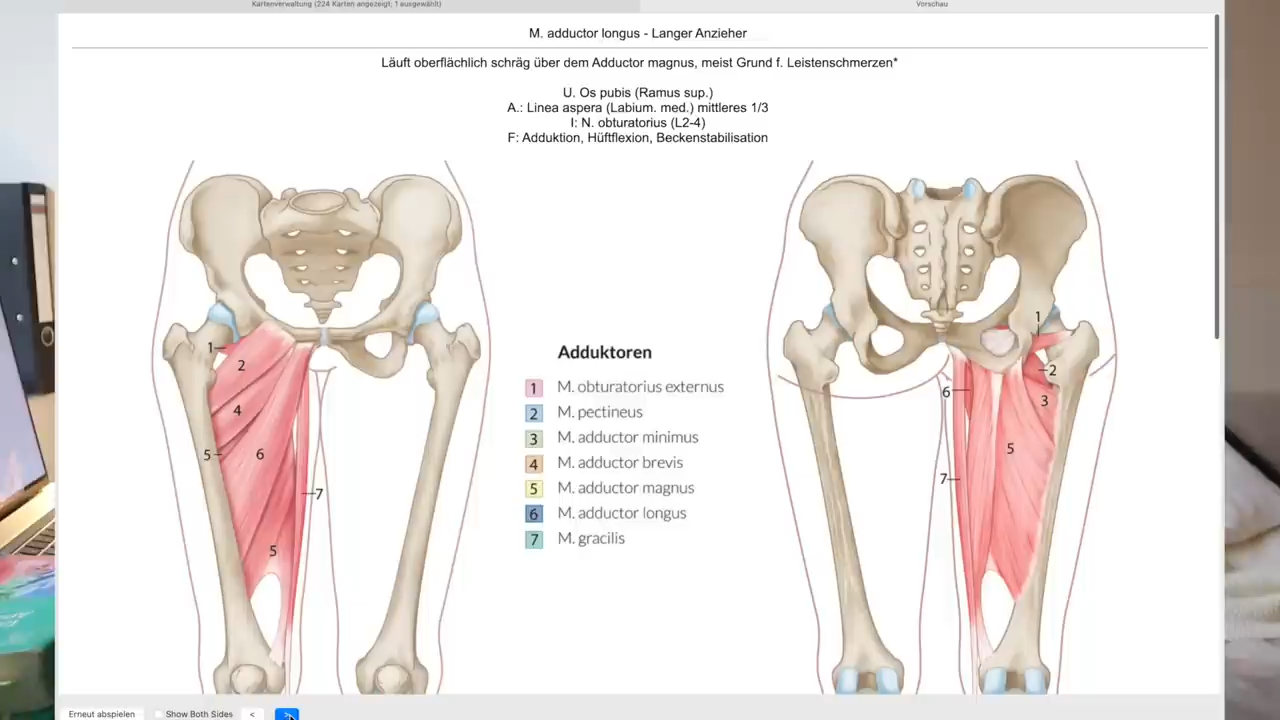 Kartenverwaltung (224 Karten angezeigt; 1 ausgewählt)
Vorschau
M. adductor longus - Langer Anzieher
Läuft oberflächlich schräg über dem Adductor magnus, meist Grund f. Leistenschmerzen*
U. Os pubis (Ramus sup.)
A.: Linea aspera (Labium. med.) mittleres 1/3
I: N. obturatorius (L2-4)
F: Adduktion, Hüftflexion, Beckenstabilisation
1
2
4
5
6
7
5
Adduktoren
1 M. obturatorius externus
2 M. pectineus
3 M. adductor minimus
4 M. adductor brevis
5 M. adductor magnus
6 M. adductor longus
7 M. gracilis
1
2
6
3
5
7
Erneut abspielen
Show Both Sides
<
>